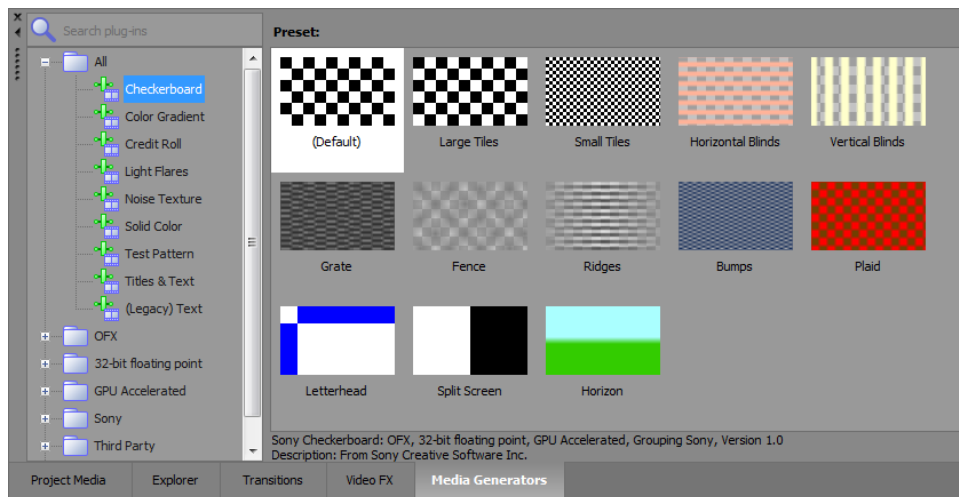 Search plug-ins
All
Checkerboard
Color Gradient
Credit Roll
Light Flares
Noise Texture
Solid Color
Test Pattern
Titles & Text
(Legacy) Text
OFX
32-bit floating point
GPU Accelerated
Sony
Third Party
Preset:
(Default) Large Tiles Small Tiles Horizontal Blinds Vertical Blinds
Grate Fence Ridges Bumps Plaid
Letterhead Split Screen Horizon
Sony Checkerboard: OFX, 32-bit floating point, GPU Accelerated, Grouping Sony, Version 1.0
Description: From Sony Creative Software Inc.
Project Media Explorer Transitions Video FX Media Generators